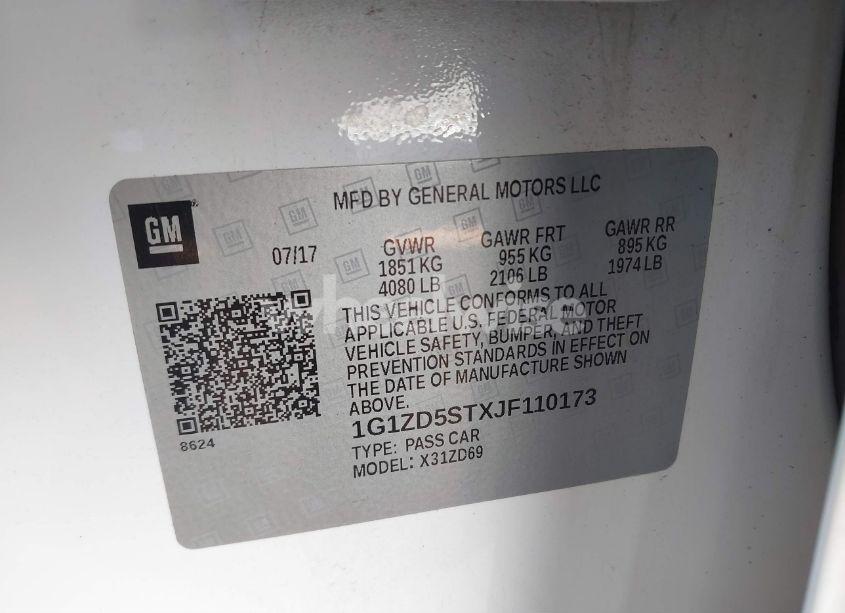 MFD BY GENERAL MOTORS LLC
GM
07/17
GVWR
1851 KG
4080 LB
GAWR FRT
955 KG
2106 LB
GAWR RR
895 KG
1974 LB
THIS VEHICLE CONFORMS TO ALL
APPLICABLE U.S. FEDERAL MOTOR
VEHICLE SAFETY, BUMPER, AND THEFT
PREVENTION STANDARDS IN EFFECT ON
THE DATE OF MANUFACTURE SHOWN
ABOVE.
1G1ZD5STXJF110173
TYPE: PASS CAR
MODEL: X31ZD69
8624